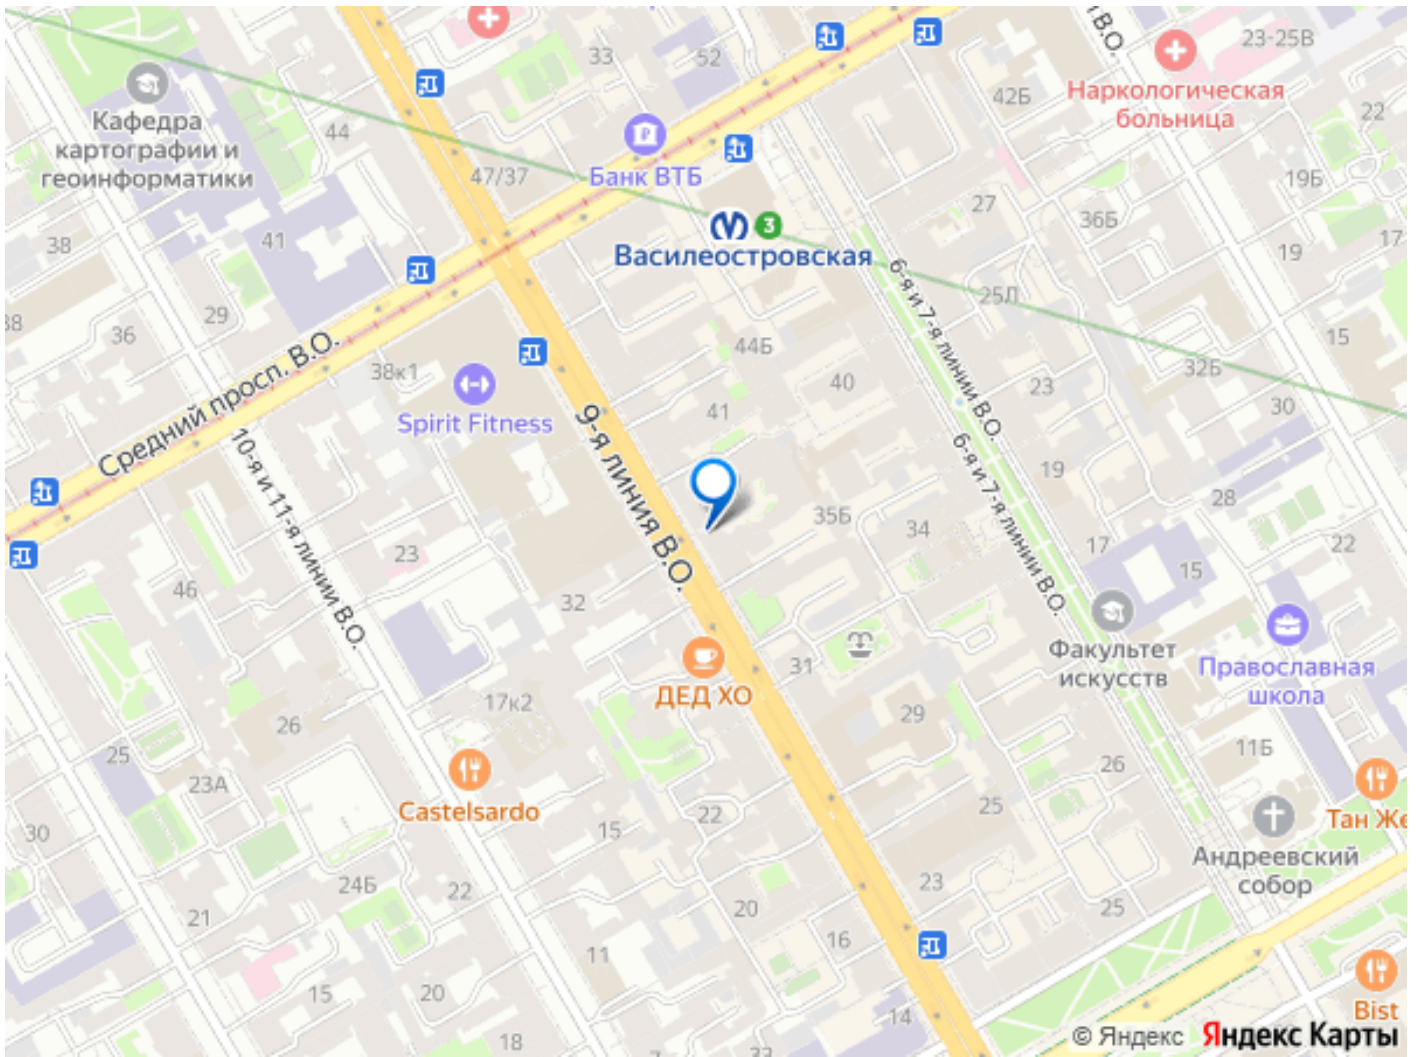 33
52
В.О.
23-25В
Наркологическая
больница
42Б
22
Кафедра
картографии и
геоинформатики
44
47/37
Банк ВТБ
19Б
27
36Б
38
41
3
Василеостровская
6-я и 7-я линии В.О.
19
17
25Л
29
38
36
Средний просп. В.О.
38к1
Spirit Fitness
44Б
40
41
15
32Б
23
30
9-я линия В.О.
10-я и 11-я линии В.О.
6-я и 7-я линии В.О.
19
28
35Б
34
17
22
23
46
32
15
Факультет
искусств
Православная
школа
ДЕД ХО
31
17к2
26
29
25
11Б
26
23А
Castelsardo
25
Тан Же
30
15
22
Андреевский
собор
24Б
22
23
21
20
25
16
11
15
20
14
18
33
Bist
© Яндекс Яндекс Карты